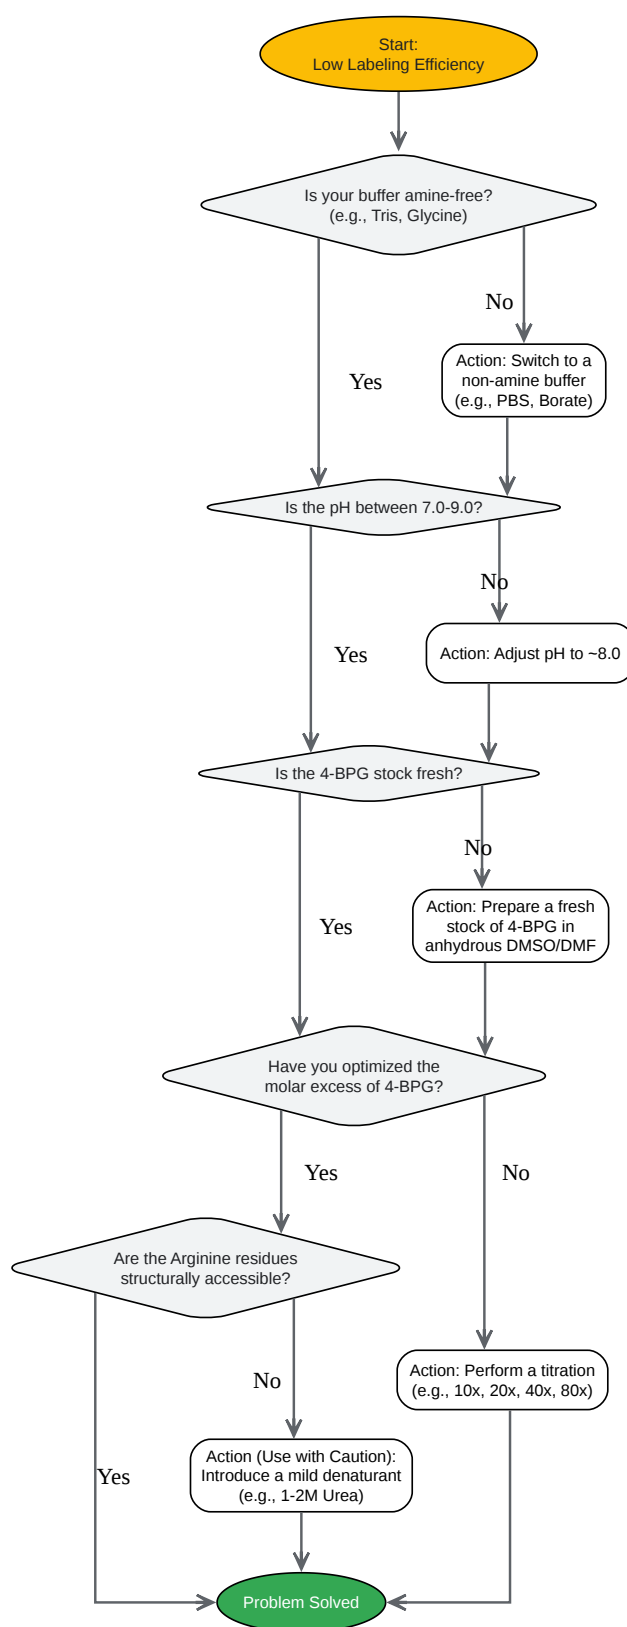 Start:
Low Labeling Efficiency
Is your buffer amine-free?
(e.g., Tris, Glycine)
No
Yes
Action: Switch to a
non-amine buffer
(e.g., PBS, Borate)
Is the pH between 7.0-9.0?
No
Yes
Action: Adjust pH to ~8.0
Is the 4-BPG stock fresh?
No
Yes
Action: Prepare a fresh
stock of 4-BPG in
anhydrous DMSO/DMF
Have you optimized the
molar excess of 4-BPG?
Yes
No
Are the Arginine residues
structurally accessible?
No
Action: Perform a titration
(e.g., 10x, 20x, 40x, 80x)
Yes
Action (Use with Caution):
Introduce a mild denaturant
(e.g., 1-2M Urea)
Problem Solved